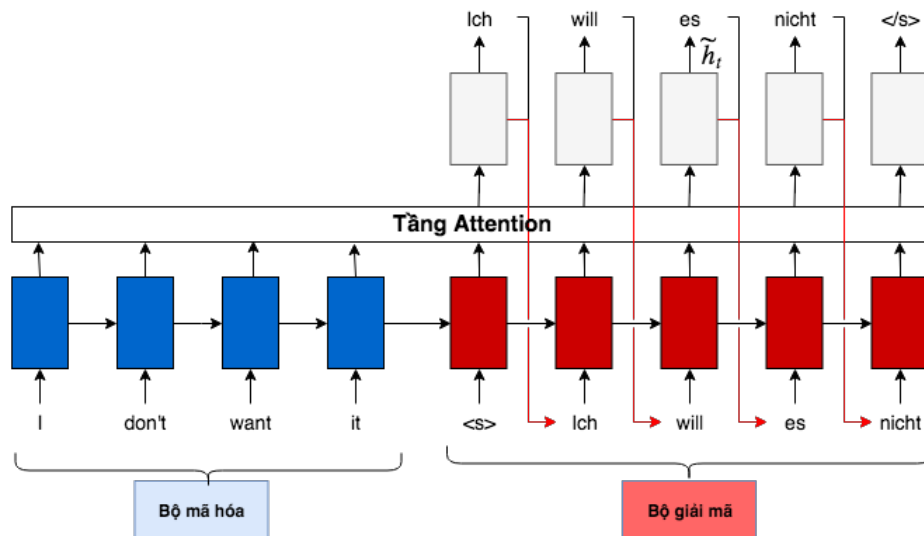 Ich will es nicht </s>
h̃ₜ
Tầng Attention
I don't want it <s> Ich will es nicht
Bộ mã hóa Bộ giải mã